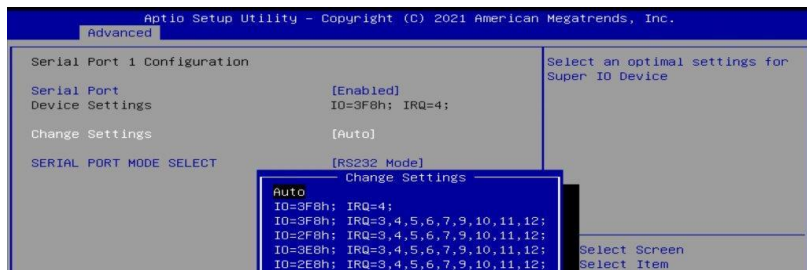 Aptio Setup Utility – Copyright (C) 2021 American Megatrends, Inc.
Advanced
Serial Port 1 Configuration
Select an optimal settings for
Super IO Device
Serial Port [Enabled]
Device Settings IO=3F8h; IRQ=4;
Change Settings [Auto]
SERIAL PORT MODE SELECT [RS232 Mode]
Change Settings
Auto
IO=3F8h; IRQ=4;
IO=3F8h; IRQ=3,4,5,6,7,9,10,11,12;
IO=2F8h; IRQ=3,4,5,6,7,9,10,11,12;
IO=3E8h; IRQ=3,4,5,6,7,9,10,11,12;
IO=2E8h; IRQ=3,4,5,6,7,9,10,11,12;
Select Screen
Select Item